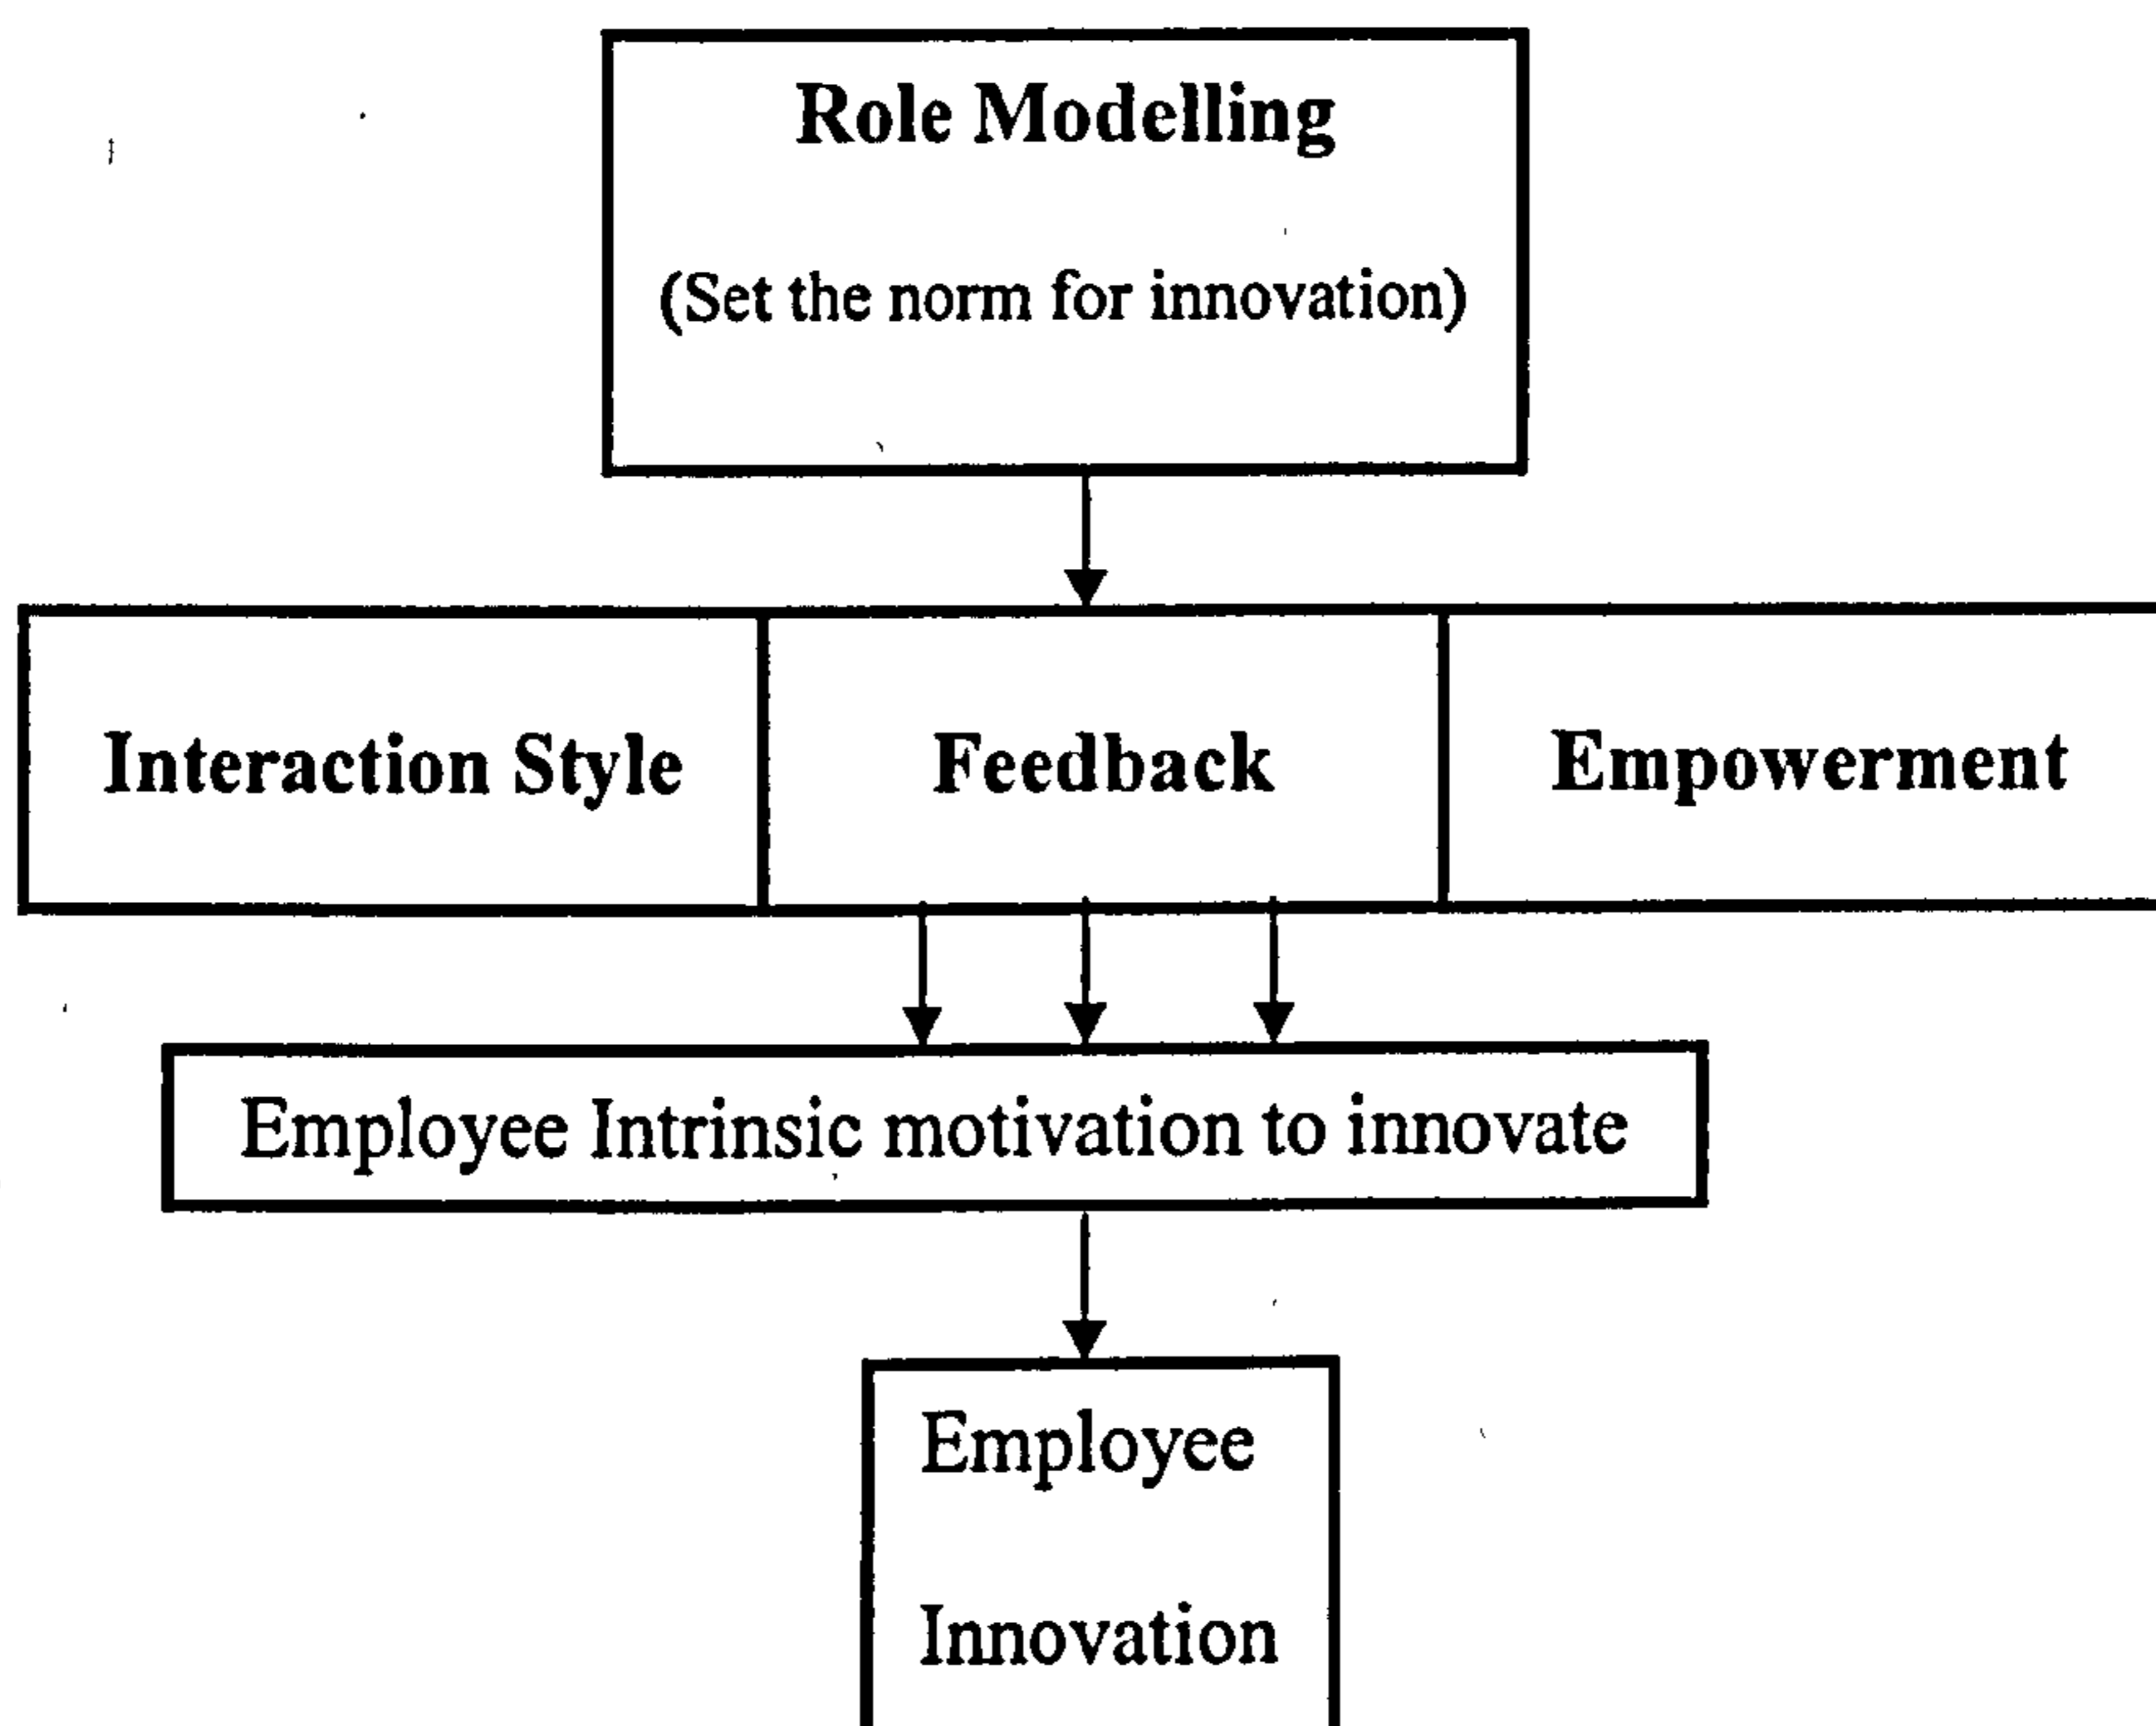 Role Modelling
(Set the norm for innovation)
Interaction Style
Feedback
Empowerment
Employee Intrinsic motivation to innovate
Employee
Innovation